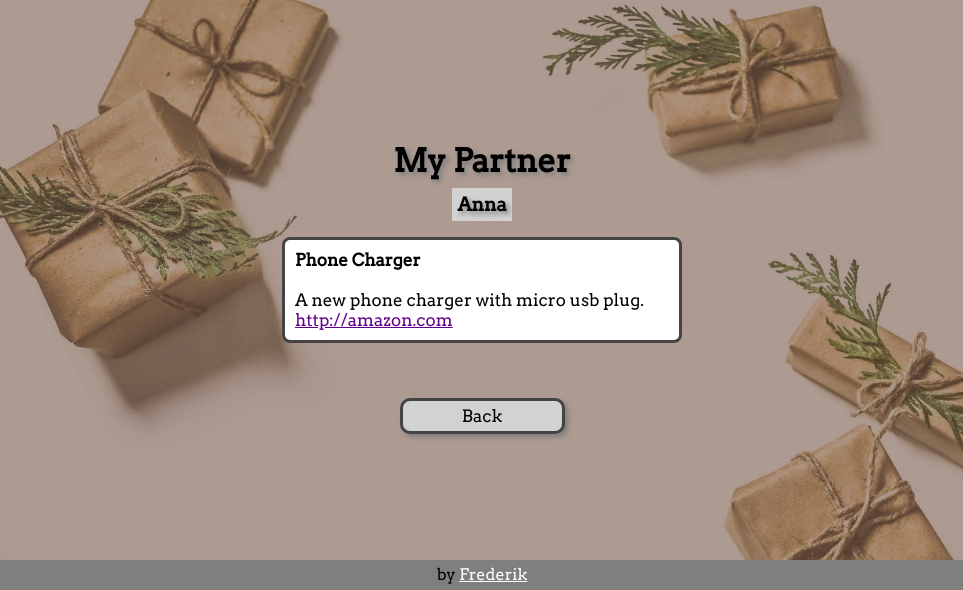 My Partner
Anna
Phone Charger
A new phone charger with micro usb plug.
http://amazon.com
Back
by Frederik